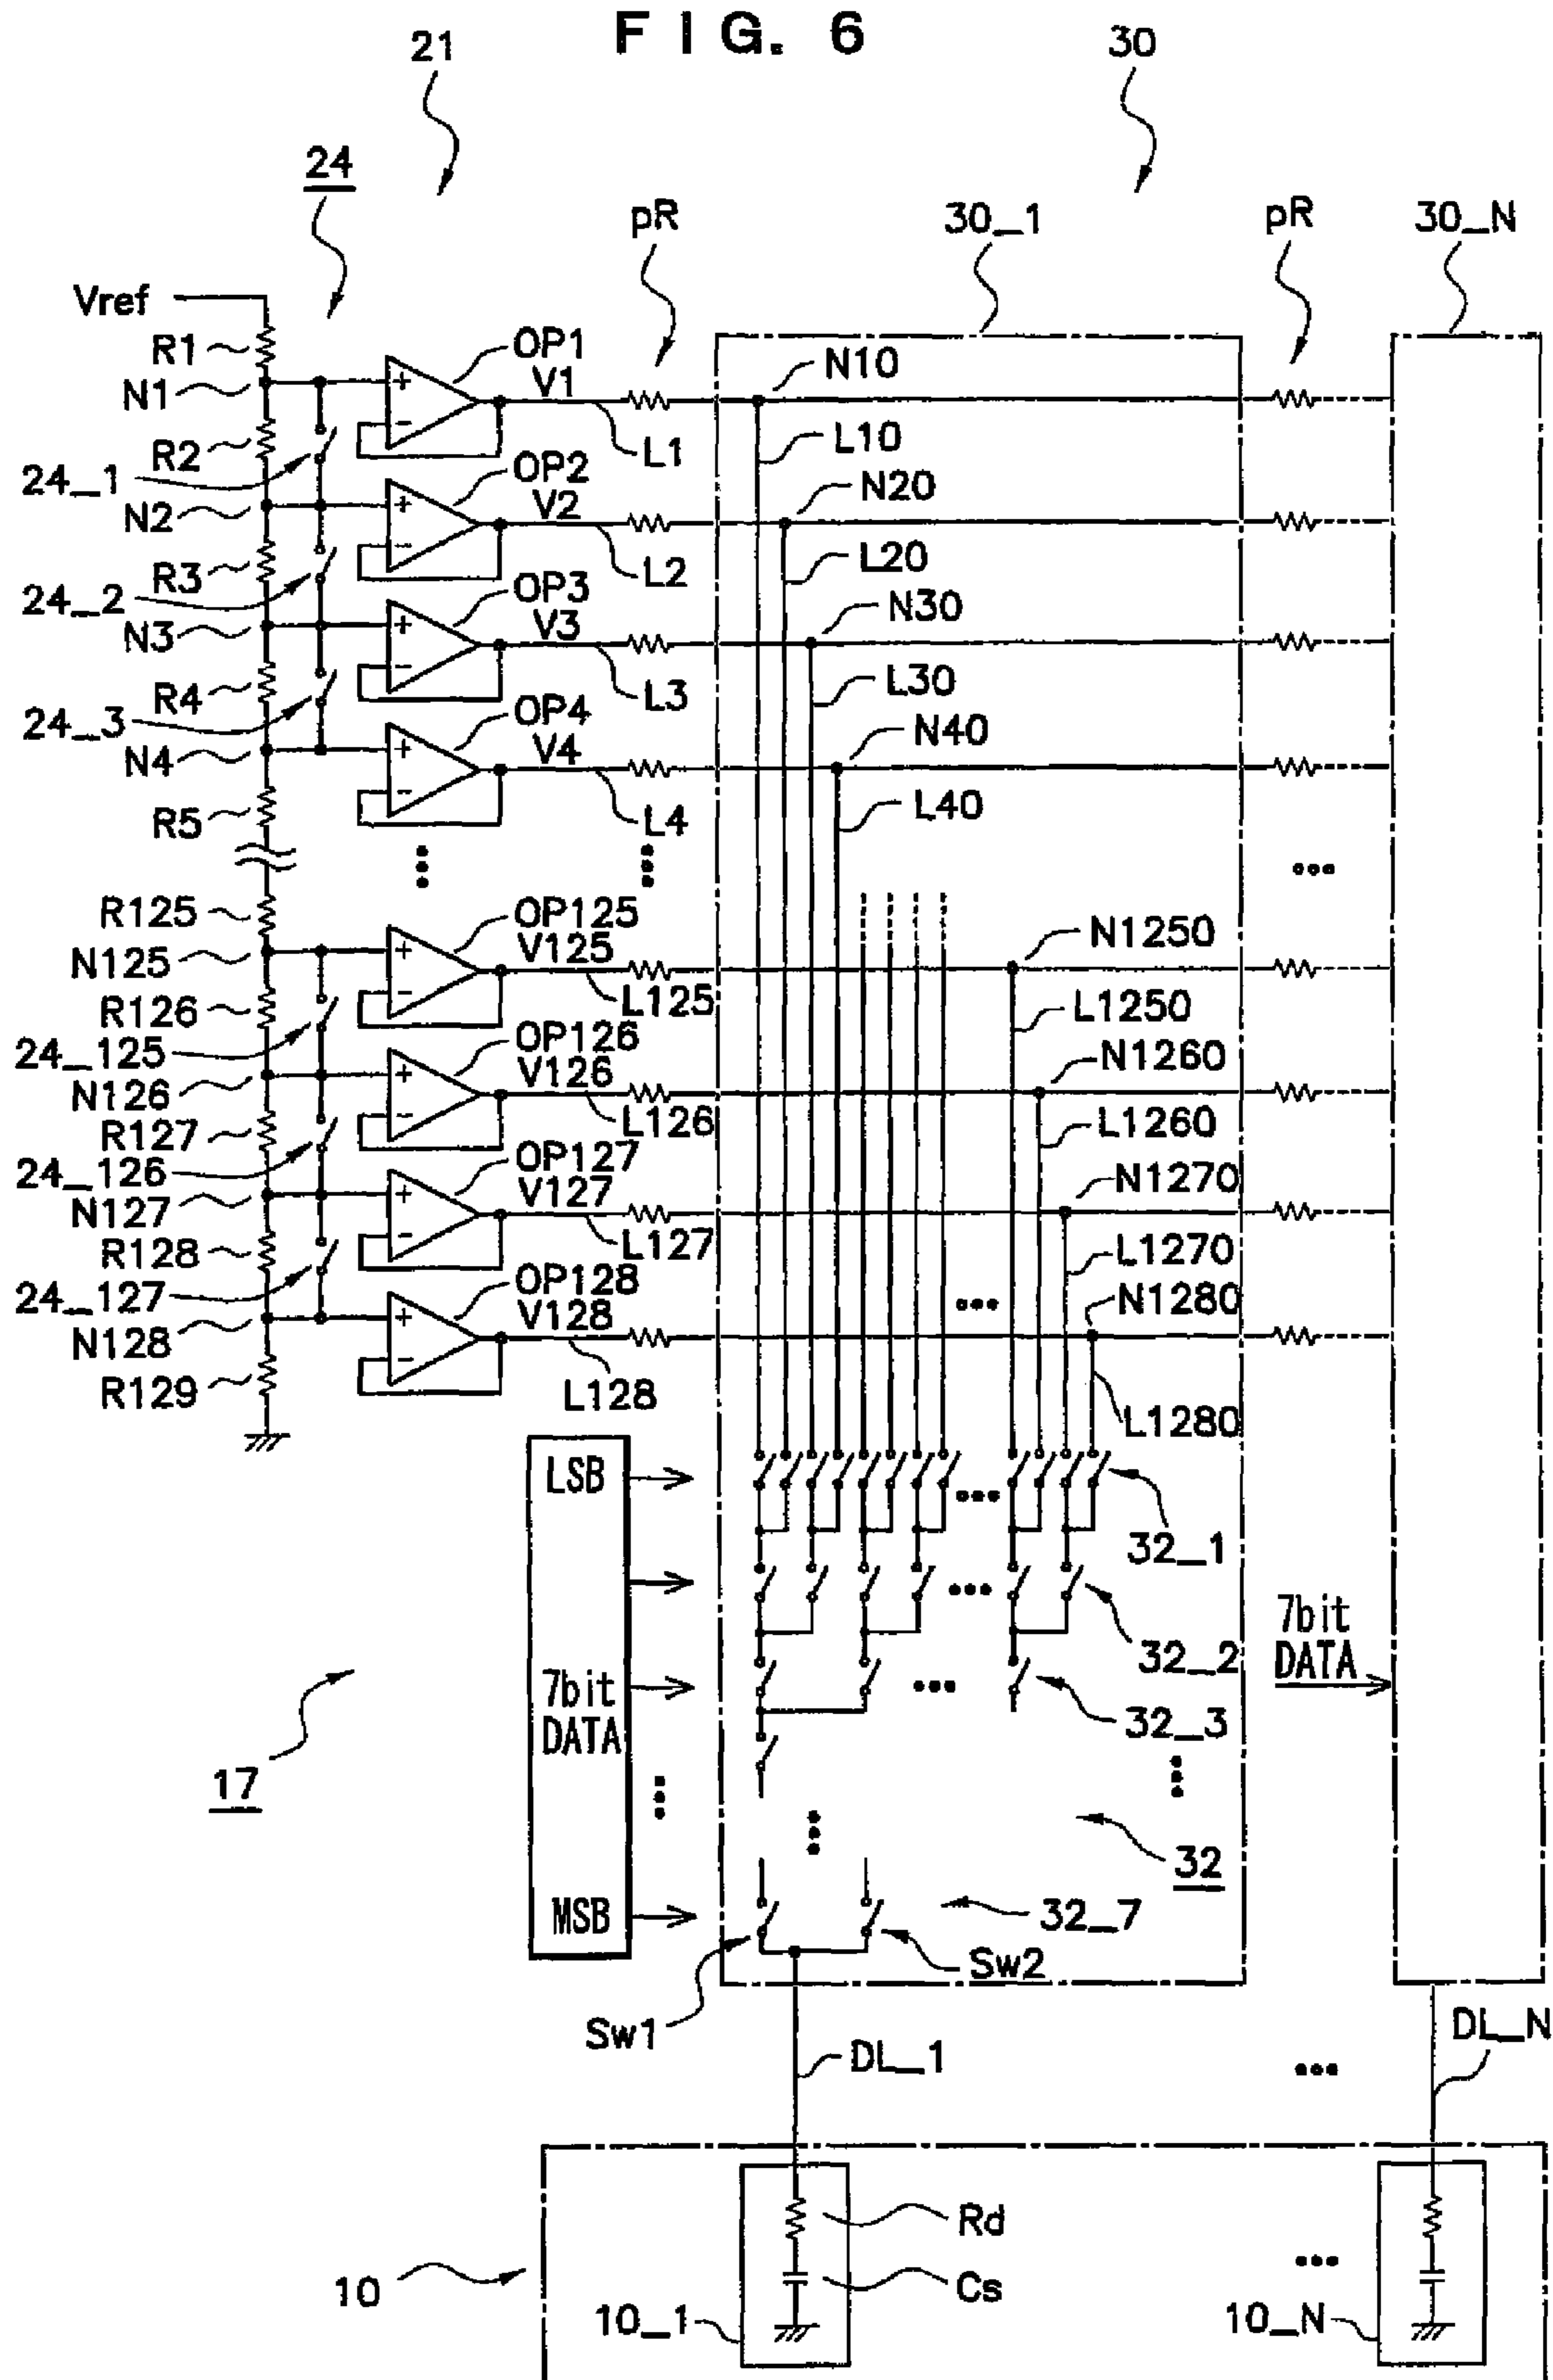 FIG. 6
21
30
24
pR
30_1
pR
30_N
Vref
R1
N1
R2
24_1
N2
R3
24_2
N3
R4
24_3
N4
R5
OP1
V1
L1
OP2
V2
L2
OP3
V3
L3
OP4
V4
L4
N10
L10
N20
L20
N30
L30
N40
L40
R125
N125
R126
24_125
N126
R127
24_126
N127
R128
24_127
N128
R129
OP125
V125
L125
OP126
V126
L126
OP127
V127
L127
OP128
V128
L128
N1250
L1250
N1260
L1260
N1270
L1270
N1280
L1280
LSB
7bit
DATA
MSB
32_1
32_2
32_3
32
32_7
Sw2
Sw1
7bit
DATA
17
DL_1
DL_N
Rd
Cs
10
10_1
10_N